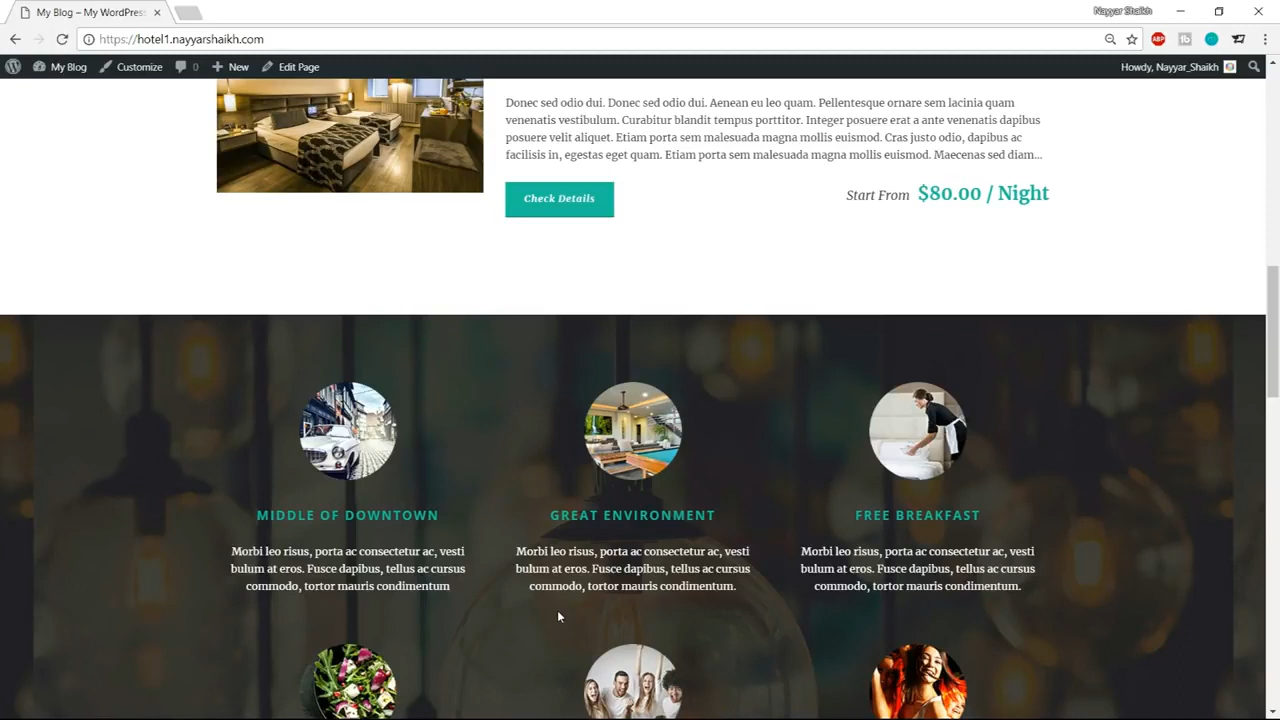 My Blog – My WordPress
Nayyar Shaikh
https://hotel1.nayyarshaikh.com
ABP
fb
My Blog
Customize
0
New
Edit Page
Howdy, Nayyar_Shaikh
Donec sed odio dui. Donec sed odio dui. Aenean eu leo quam. Pellentesque ornare sem lacinia quam
venenatis vestibulum. Curabitur blandit tempus porttitor. Integer posuere erat a ante venenatis dapibus
posuere velit aliquet. Etiam porta sem malesuada magna mollis euismod. Cras justo odio, dapibus ac
facilisis in, egestas eget quam. Etiam porta sem malesuada magna mollis euismod. Maecenas sed diam...
Check Details
Start From $80.00 / Night
MIDDLE OF DOWNTOWN
Morbi leo risus, porta ac consectetur ac, vesti
bulum at eros. Fusce dapibus, tellus ac cursus
commodo, tortor mauris condimentum
GREAT ENVIRONMENT
Morbi leo risus, porta ac consectetur ac, vesti
bulum at eros. Fusce dapibus, tellus ac cursus
commodo, tortor mauris condimentum.
FREE BREAKFAST
Morbi leo risus, porta ac consectetur ac, vesti
bulum at eros. Fusce dapibus, tellus ac cursus
commodo, tortor mauris condimentum.